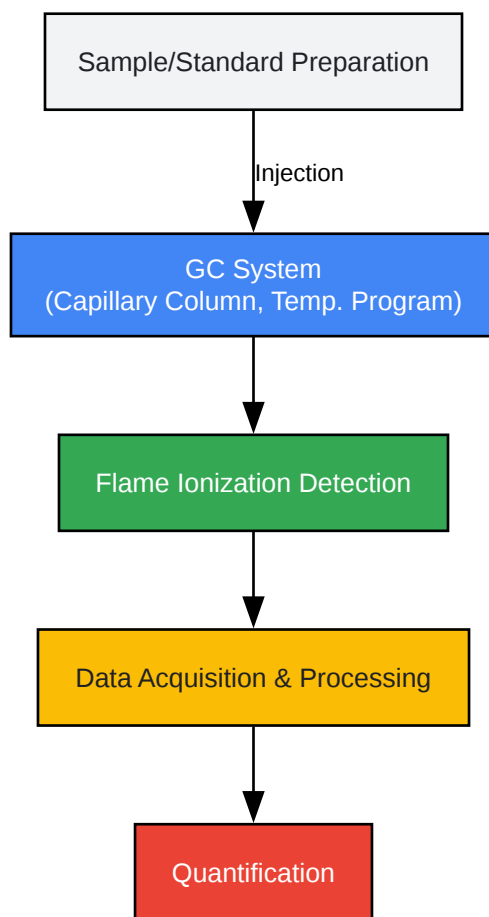 Sample/Standard Preparation
Injection
GC System
(Capillary Column, Temp. Program)
Flame Ionization Detection
Data Acquisition & Processing
Quantification